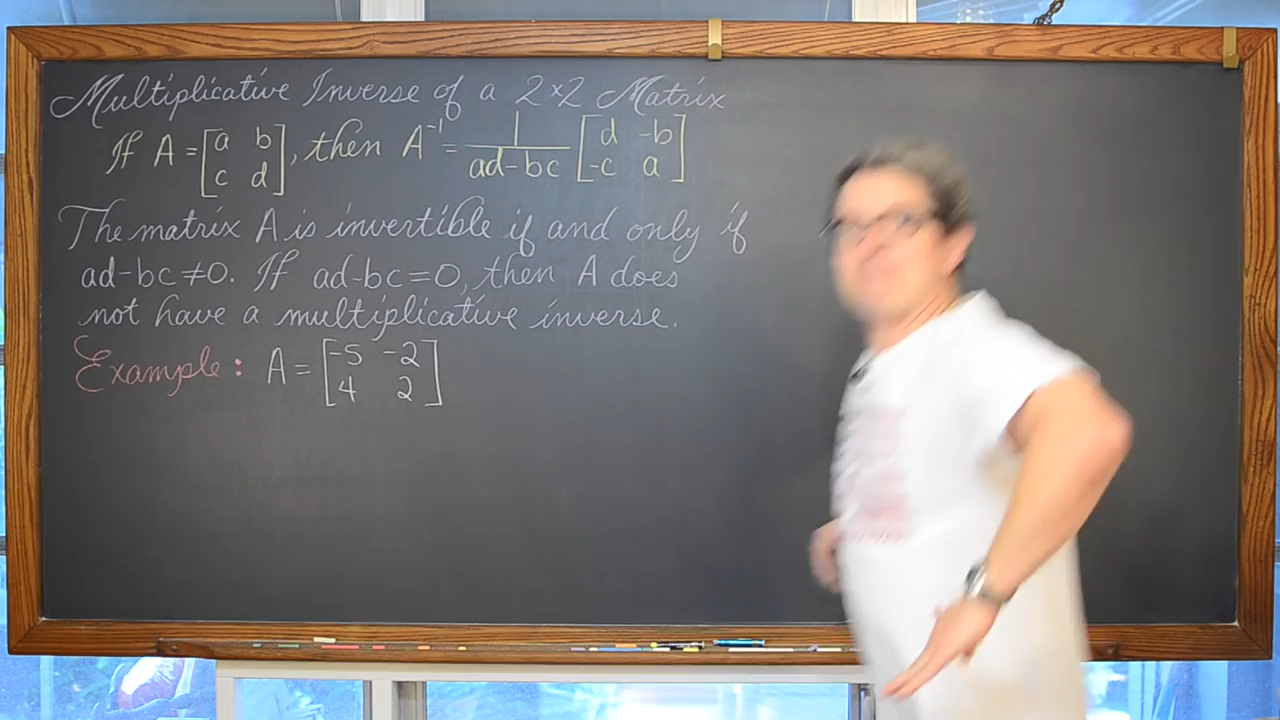 Multiplicative Inverse of a 2×2 Matrix
If A = [a b; c d], then A⁻¹ = 1/(ad-bc) [d -b; -c a]
The matrix A is invertible if and only if
ad-bc≠0. If ad-bc=0, then A does
not have a multiplicative inverse.
Example: A = [-5 -2; 4 2]